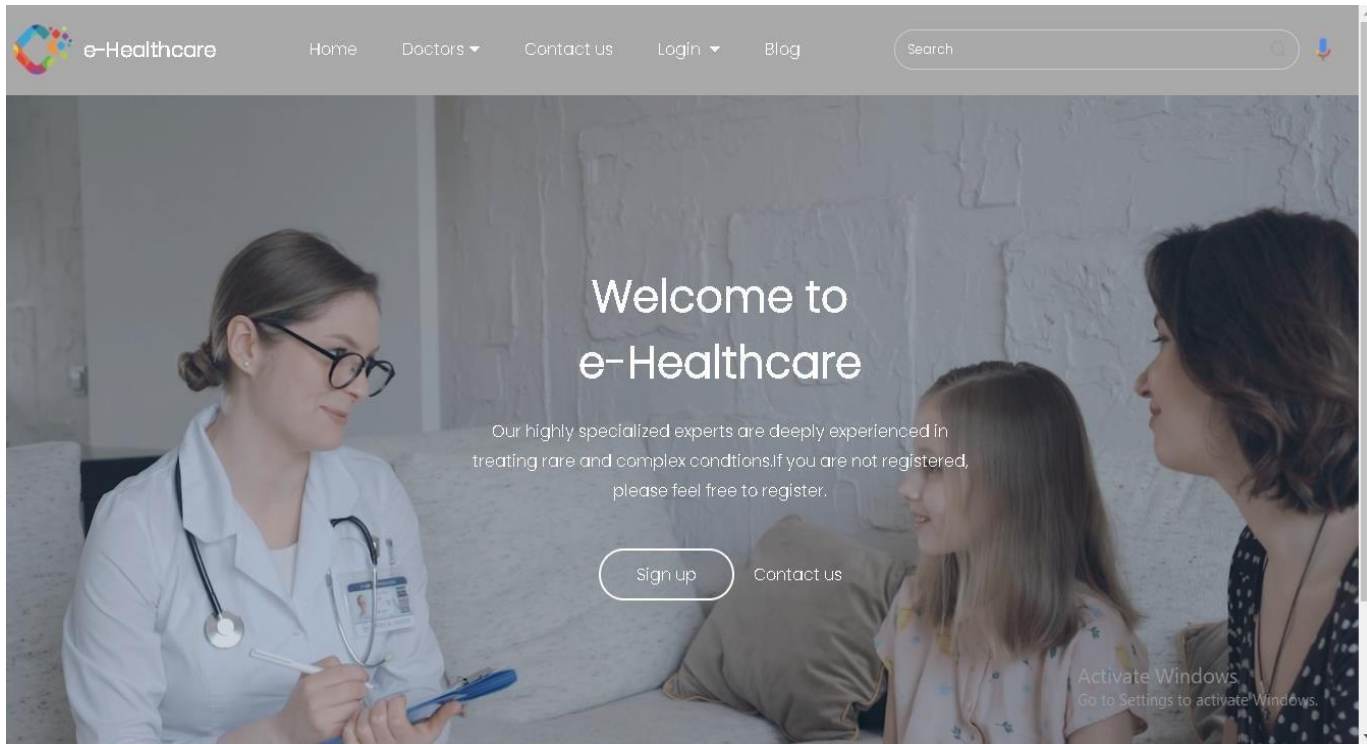 e-Healthcare
Home
Doctors
Contact us
Login
Blog
Search
Welcome to
e-Healthcare
Our highly specialized experts are deeply experienced in
treating rare and complex condtions.If you are not registered,
please feel free to register.
Sign up
Contact us
Activate Windows
Go to Settings to activate Windows.